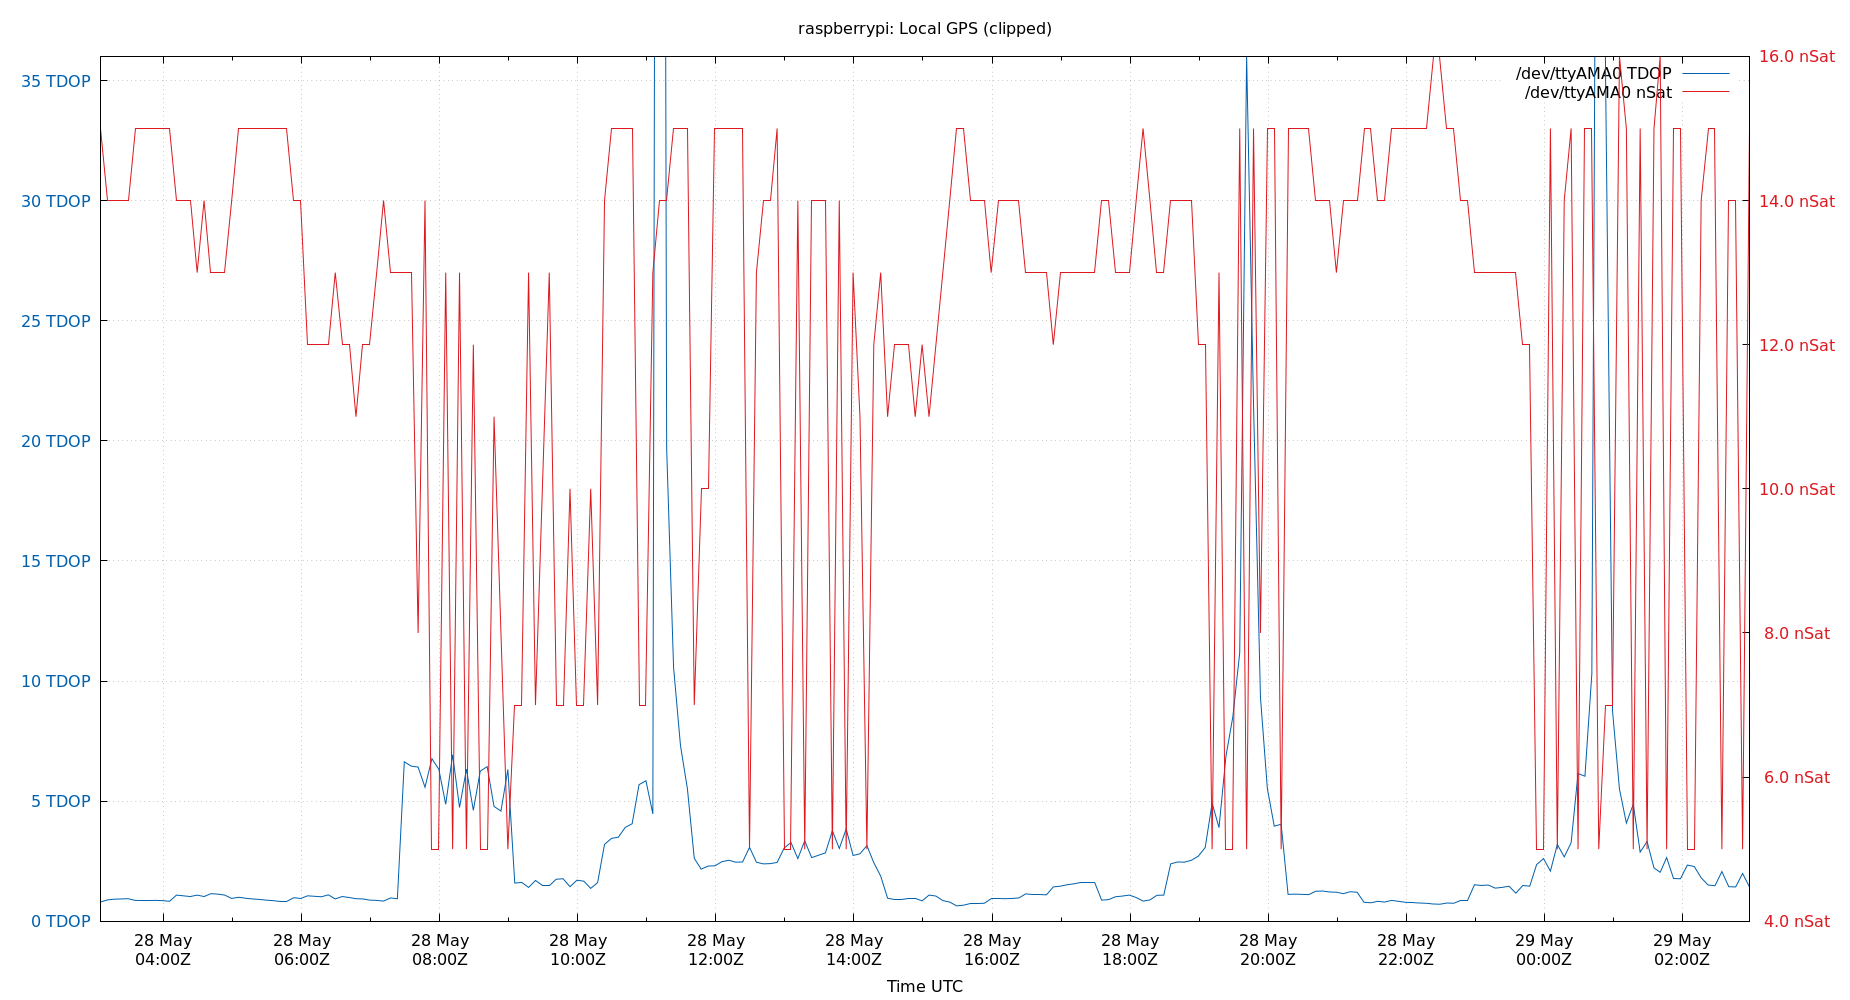 raspberrypi: Local GPS (clipped)
/dev/ttyAMA0 TDOP
/dev/ttyAMA0 nSat
35 TDOP
30 TDOP
25 TDOP
20 TDOP
15 TDOP
10 TDOP
5 TDOP
0 TDOP
16.0 nSat
14.0 nSat
12.0 nSat
10.0 nSat
8.0 nSat
6.0 nSat
4.0 nSat
28 May
04:00Z
28 May
06:00Z
28 May
08:00Z
28 May
10:00Z
28 May
12:00Z
28 May
14:00Z
28 May
16:00Z
28 May
18:00Z
28 May
20:00Z
28 May
22:00Z
29 May
00:00Z
29 May
02:00Z
Time UTC